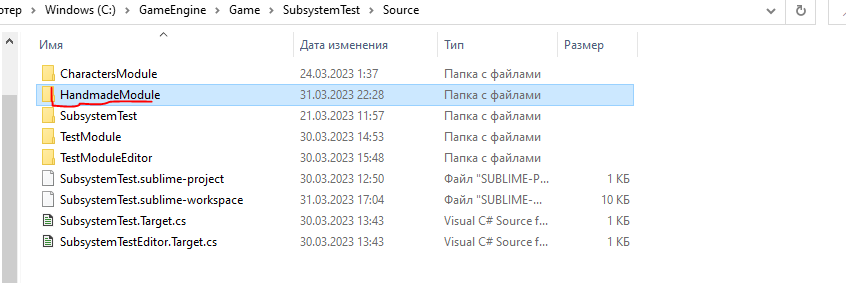 ютер > Windows (C:) > GameEngine > Game > SubsystemTest > Source
Имя Дата изменения Тип Размер
CharactersModule 24.03.2023 1:37 Папка с файлами
HandmadeModule 31.03.2023 22:28 Папка с файлами
SubsystemTest 21.03.2023 11:57 Папка с файлами
TestModule 30.03.2023 14:53 Папка с файлами
TestModuleEditor 30.03.2023 15:48 Папка с файлами
SubsystemTest.sublime-project 30.03.2023 12:50 Файл "SUBLIME-P... 1 КБ
SubsystemTest.sublime-workspace 31.03.2023 17:04 Файл "SUBLIME-... 10 КБ
SubsystemTest.Target.cs 30.03.2023 13:43 Visual C# Source f... 1 КБ
SubsystemTestEditor.Target.cs 30.03.2023 13:43 Visual C# Source f... 1 КБ